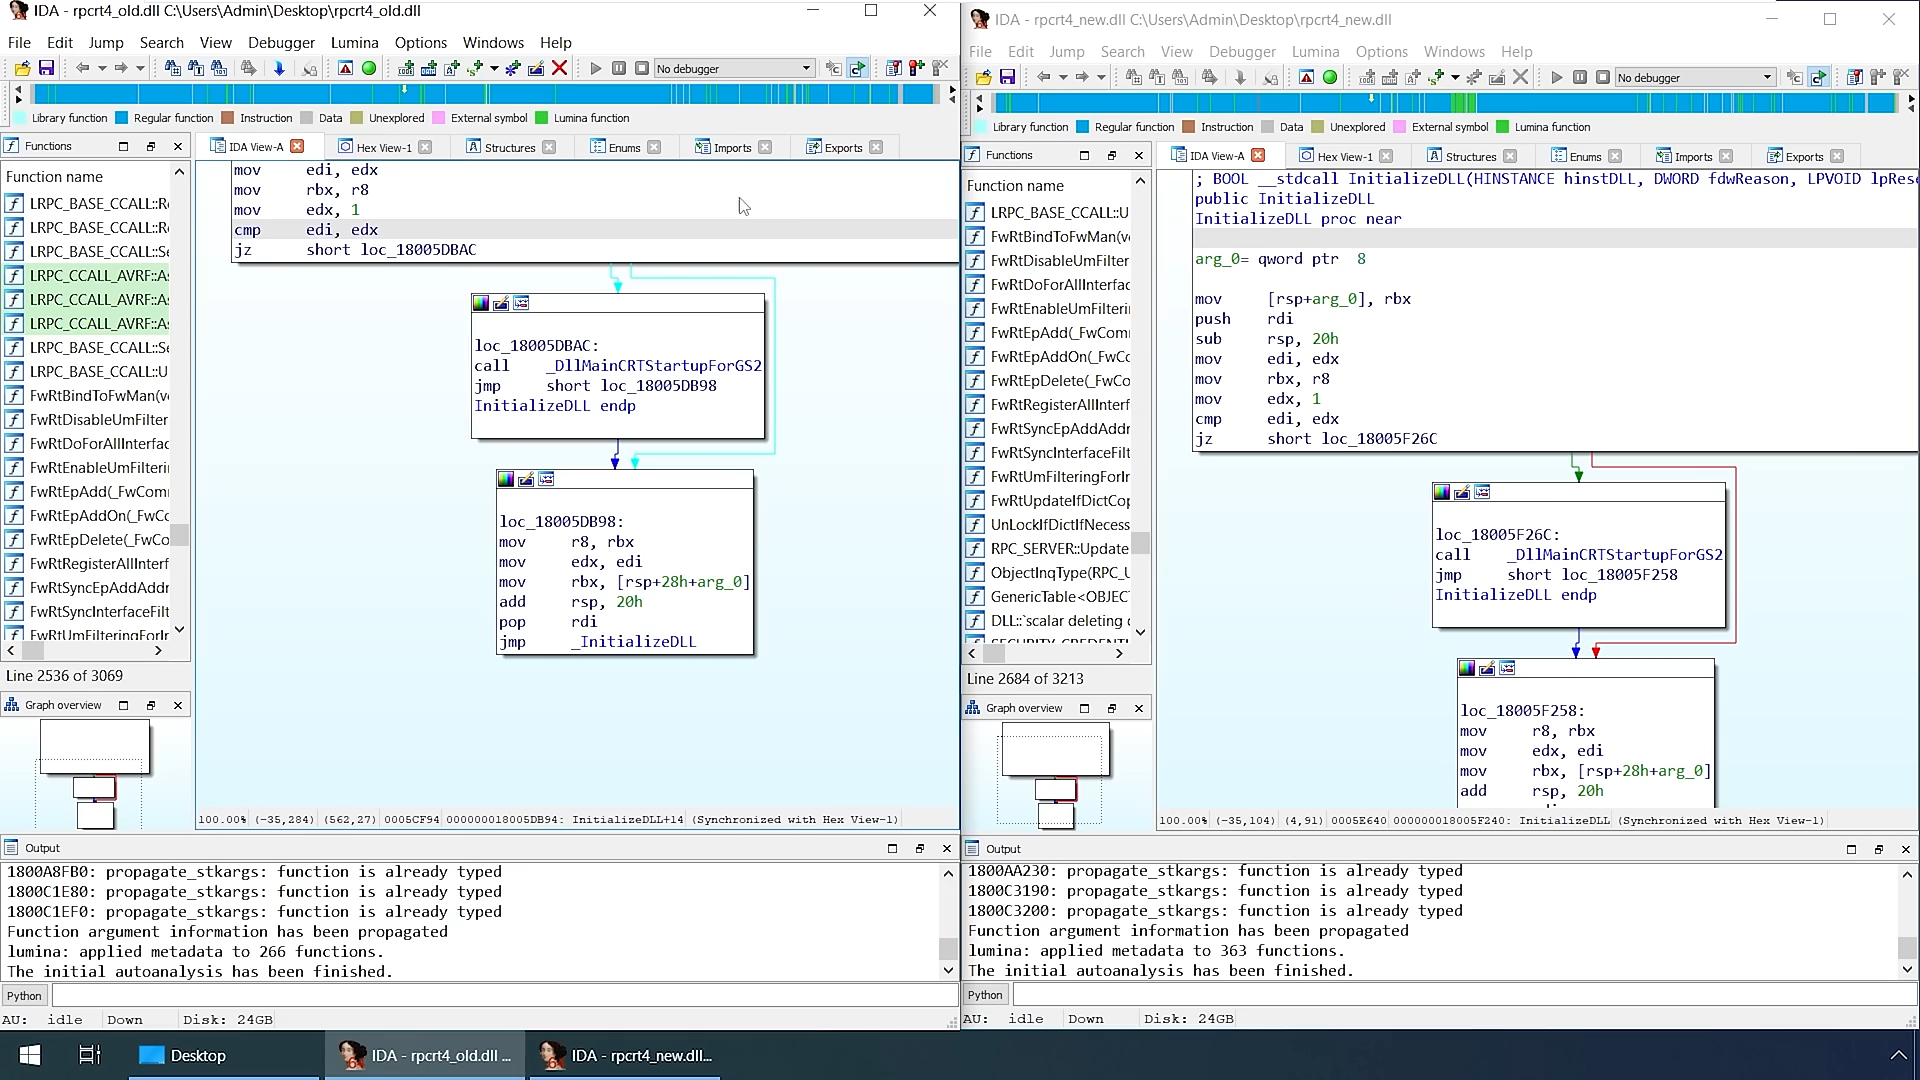 IDA - rpcrt4_old.dll C:\Users\Admin\Desktop\rpcrt4_old.dll
File Edit Jump Search View Debugger Lumina Options Windows Help
No debugger
Library function Regular function Instruction Data Unexplored External symbol Lumina function
Functions
IDA View-A Hex View-1 Structures Enums Imports Exports
Function name
LRPC_BASE_CCALL::Re
LRPC_BASE_CCALL::Re
LRPC_BASE_CCALL::Se
LRPC_CCALL_AVRF::As
LRPC_CCALL_AVRF::As
LRPC_CCALL_AVRF::As
LRPC_BASE_CCALL::Se
LRPC_BASE_CCALL::U
FwRtBindToFwMan(v
FwRtDisableUmFilter
FwRtDoForAllInterfac
FwRtEnableUmFilteri
FwRtEpAdd(_FwCom
FwRtEpAddOn(_FwC
FwRtEpDelete(_FwCo
FwRtRegisterAllInterf
FwRtSyncEpAddAddr
FwRtSyncInterfaceFilt
FwRtUmFilteringForIr
Line 2536 of 3069
Graph overview
mov edi, edx
mov rbx, r8
mov edx, 1
cmp edi, edx
jz short loc_18005DBAC
loc_18005DBAC:
call _DllMainCRTStartupForGS2
jmp short loc_18005DB98
InitializeDLL endp
loc_18005DB98:
mov r8, rbx
mov edx, edi
mov rbx, [rsp+28h+arg_0]
add rsp, 20h
pop rdi
jmp _InitializeDLL
100.00% (-35,284) (562,27) 0005CF94 000000018005DB94: InitializeDLL+14 (Synchronized with Hex View-1)
Output
1800A8FB0: propagate_stkargs: function is already typed
1800C1E80: propagate_stkargs: function is already typed
1800C1EF0: propagate_stkargs: function is already typed
Function argument information has been propagated
lumina: applied metadata to 266 functions.
The initial autoanalysis has been finished.
Python
AU: idle Down Disk: 24GB
IDA - rpcrt4_new.dll C:\Users\Admin\Desktop\rpcrt4_new.dll
File Edit Jump Search View Debugger Lumina Options Windows Help
No debugger
Library function Regular function Instruction Data Unexplored External symbol Lumina function
Functions
IDA View-A Hex View-1 Structures Enums Imports Exports
Function name
LRPC_BASE_CCALL::U
FwRtBindToFwMan(v
FwRtDisableUmFilter
FwRtDoForAllInterfac
FwRtEnableUmFilteri
FwRtEpAdd(_FwCom
FwRtEpAddOn(_FwC
FwRtEpDelete(_FwCo
FwRtRegisterAllInterf
FwRtSyncEpAddAddr
FwRtSyncInterfaceFilt
FwRtUmFilteringForIr
FwRtUpdateIfDictCop
UnLockIfDictIfNecess
RPC_SERVER::Update
ObjectInqType(RPC_U
GenericTable<OBJEC
DLL::`scalar deleting
SECURITY_CREDENTI
Line 2684 of 3213
Graph overview
; BOOL __stdcall InitializeDLL(HINSTANCE hinstDLL, DWORD fdwReason, LPVOID lpRese
public InitializeDLL
InitializeDLL proc near
arg_0= qword ptr 8
mov [rsp+arg_0], rbx
push rdi
sub rsp, 20h
mov edi, edx
mov rbx, r8
mov edx, 1
cmp edi, edx
jz short loc_18005F26C
loc_18005F26C:
call _DllMainCRTStartupForGS2
jmp short loc_18005F258
InitializeDLL endp
loc_18005F258:
mov r8, rbx
mov edx, edi
mov rbx, [rsp+28h+arg_0]
add rsp, 20h
100.00% (-35,104) (4,91) 0005E640 000000018005F240: InitializeDLL (Synchronized with Hex View-1)
Output
1800AA230: propagate_stkargs: function is already typed
1800C3190: propagate_stkargs: function is already typed
1800C3200: propagate_stkargs: function is already typed
Function argument information has been propagated
lumina: applied metadata to 363 functions.
The initial autoanalysis has been finished.
Python
AU: idle Down Disk: 24GB
Desktop IDA - rpcrt4_old.dll ... IDA - rpcrt4_new.dll...